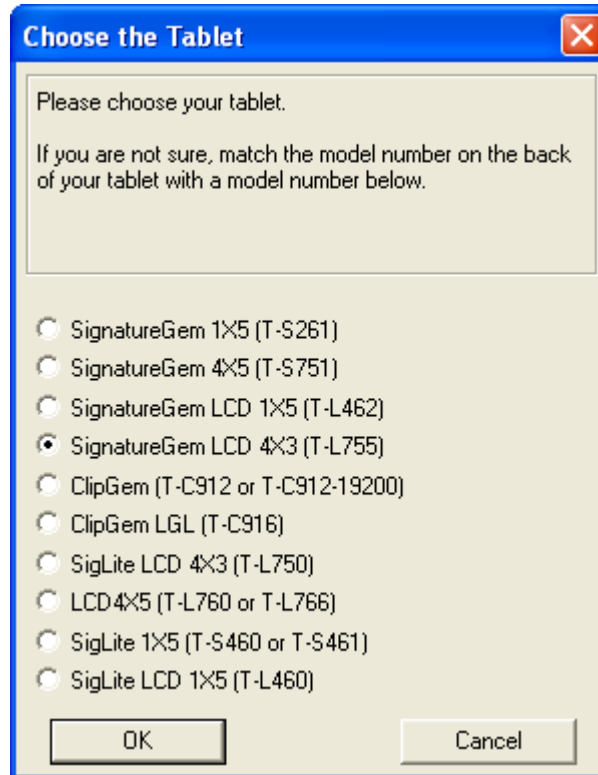 Choose the Tablet
Please choose your tablet.
If you are not sure, match the model number on the back
of your tablet with a model number below.
SignatureGem 1X5 (T-S261)
SignatureGem 4X5 (T-S751)
SignatureGem LCD 1X5 (T-L462)
SignatureGem LCD 4X3 (T-L755)
ClipGem (T-C912 or T-C912-19200)
ClipGem LGL (T-C916)
SigLite LCD 4X3 (T-L750)
LCD4X5 (T-L760 or T-L766)
SigLite 1X5 (T-S460 or T-S461)
SigLite LCD 1X5 (T-L460)
OK
Cancel